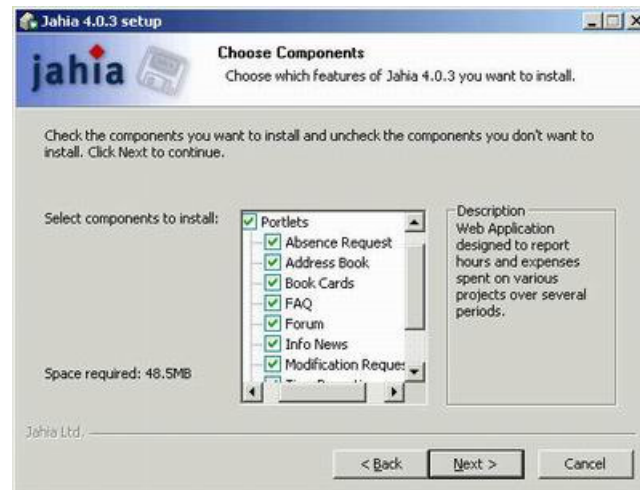 Jahia 4.0.3 setup
jahia
Choose Components
Choose which features of Jahia 4.0.3 you want to install.
Check the components you want to install and uncheck the components you don't want to
install. Click Next to continue.
Select components to install:
Portlets
Absence Request
Address Book
Book Cards
FAQ
Forum
Info News
Modification Reques
Description
Web Application
designed to report
hours and expenses
spent on various
projects over several
periods.
Space required: 48.5MB
Jahia Ltd.
< Back
Next >
Cancel